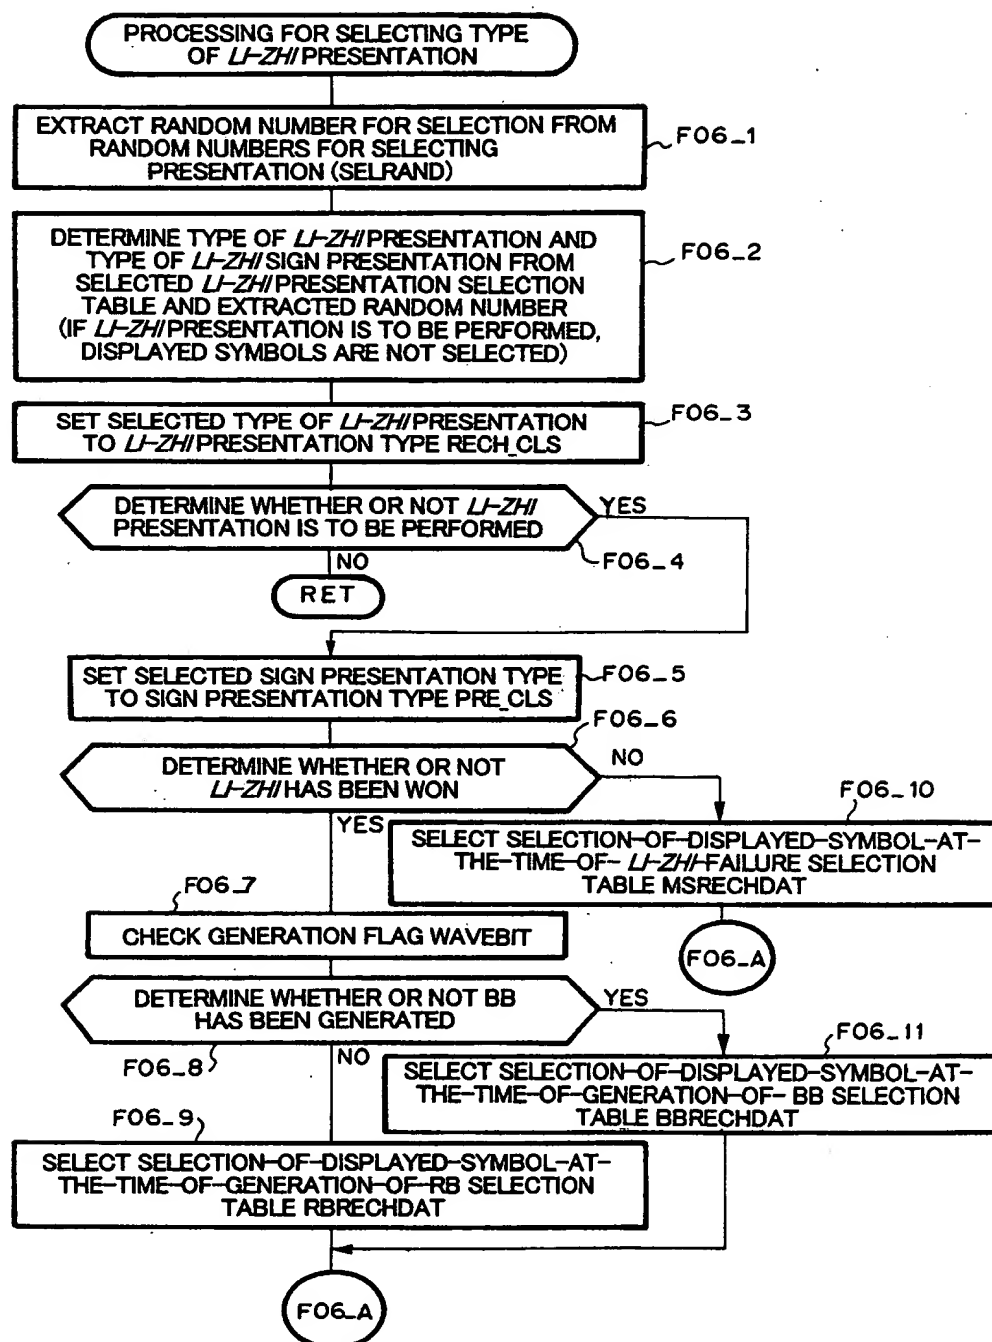 PROCESSING FOR SELECTING TYPE
OF LI-ZHI PRESENTATION
EXTRACT RANDOM NUMBER FOR SELECTION FROM
RANDOM NUMBERS FOR SELECTING
PRESENTATION (SELRAND)
F06_1
DETERMINE TYPE OF LI-ZHI PRESENTATION AND
TYPE OF LI-ZHI SIGN PRESENTATION FROM
SELECTED LI-ZHI PRESENTATION SELECTION
TABLE AND EXTRACTED RANDOM NUMBER
(IF LI-ZHI PRESENTATION IS TO BE PERFORMED,
DISPLAYED SYMBOLS ARE NOT SELECTED)
F06_2
SET SELECTED TYPE OF LI-ZHI PRESENTATION
TO LI-ZHI PRESENTATION TYPE RECH_CLS
F06_3
DETERMINE WHETHER OR NOT LI-ZHI
PRESENTATION IS TO BE PERFORMED
YES
F06_4
NO
RET
SET SELECTED SIGN PRESENTATION TYPE
TO SIGN PRESENTATION TYPE PRE_CLS
F06_5
F06_6
DETERMINE WHETHER OR NOT
LI-ZHI HAS BEEN WON
NO
YES
F06_10
SELECT SELECTION-OF-DISPLAYED-SYMBOL-AT-
THE-TIME-OF- LI-ZHI-FAILURE SELECTION
TABLE MSRECHDAT
F06_A
F06_7
CHECK GENERATION FLAG WAVEBIT
DETERMINE WHETHER OR NOT BB
HAS BEEN GENERATED
YES
F06_8
NO
F06_11
SELECT SELECTION-OF-DISPLAYED-SYMBOL-AT-
THE-TIME-OF-GENERATION-OF- BB SELECTION
TABLE BBRECHDAT
F06_9
SELECT SELECTION-OF-DISPLAYED-SYMBOL-AT-
THE-TIME-OF-GENERATION-OF-RB SELECTION
TABLE RBRECHDAT
F06_A